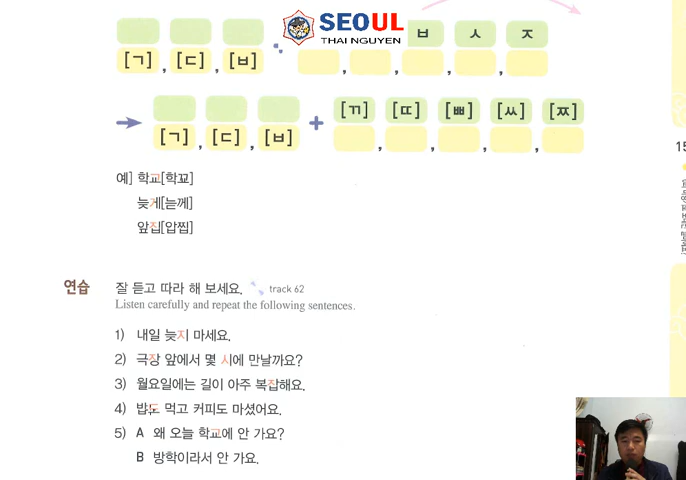 SEOUL
THAI NGUYEN
ㅂ ㅅ ㅈ
[ㄱ], [ㄷ], [ㅂ]
[ㄲ] [ㄸ] [ㅃ] [ㅆ] [ㅉ]
[ㄱ], [ㄷ], [ㅂ] +
예] 학교[학꾜]
늦게[늗께]
앞집[압찝]
연습 잘 듣고 따라 해 보세요. track 62
Listen carefully and repeat the following sentences.
1) 내일 늦지 마세요.
2) 극장 앞에서 몇 시에 만날까요?
3) 월요일에는 길이 아주 복잡해요.
4) 밥도 먹고 커피도 마셨어요.
5) A 왜 오늘 학교에 안 가요?
B 방학이라서 안 가요.